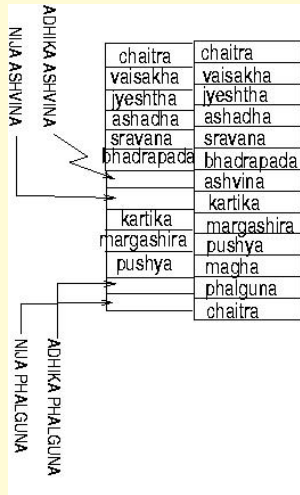 ADHIKA ASHVINA
NIJA ASHVINA
chaitra
vaisakha
jyeshtha
ashadha
sravana
bhadrapada
kartika
margashira
pushya
chaitra
vaisakha
jyeshtha
ashadha
sravana
bhadrapada
ashvina
kartika
margashira
pushya
magha
phalguna
chaitra
ADHIKA PHALGUNA
NIJA PHALGUNA